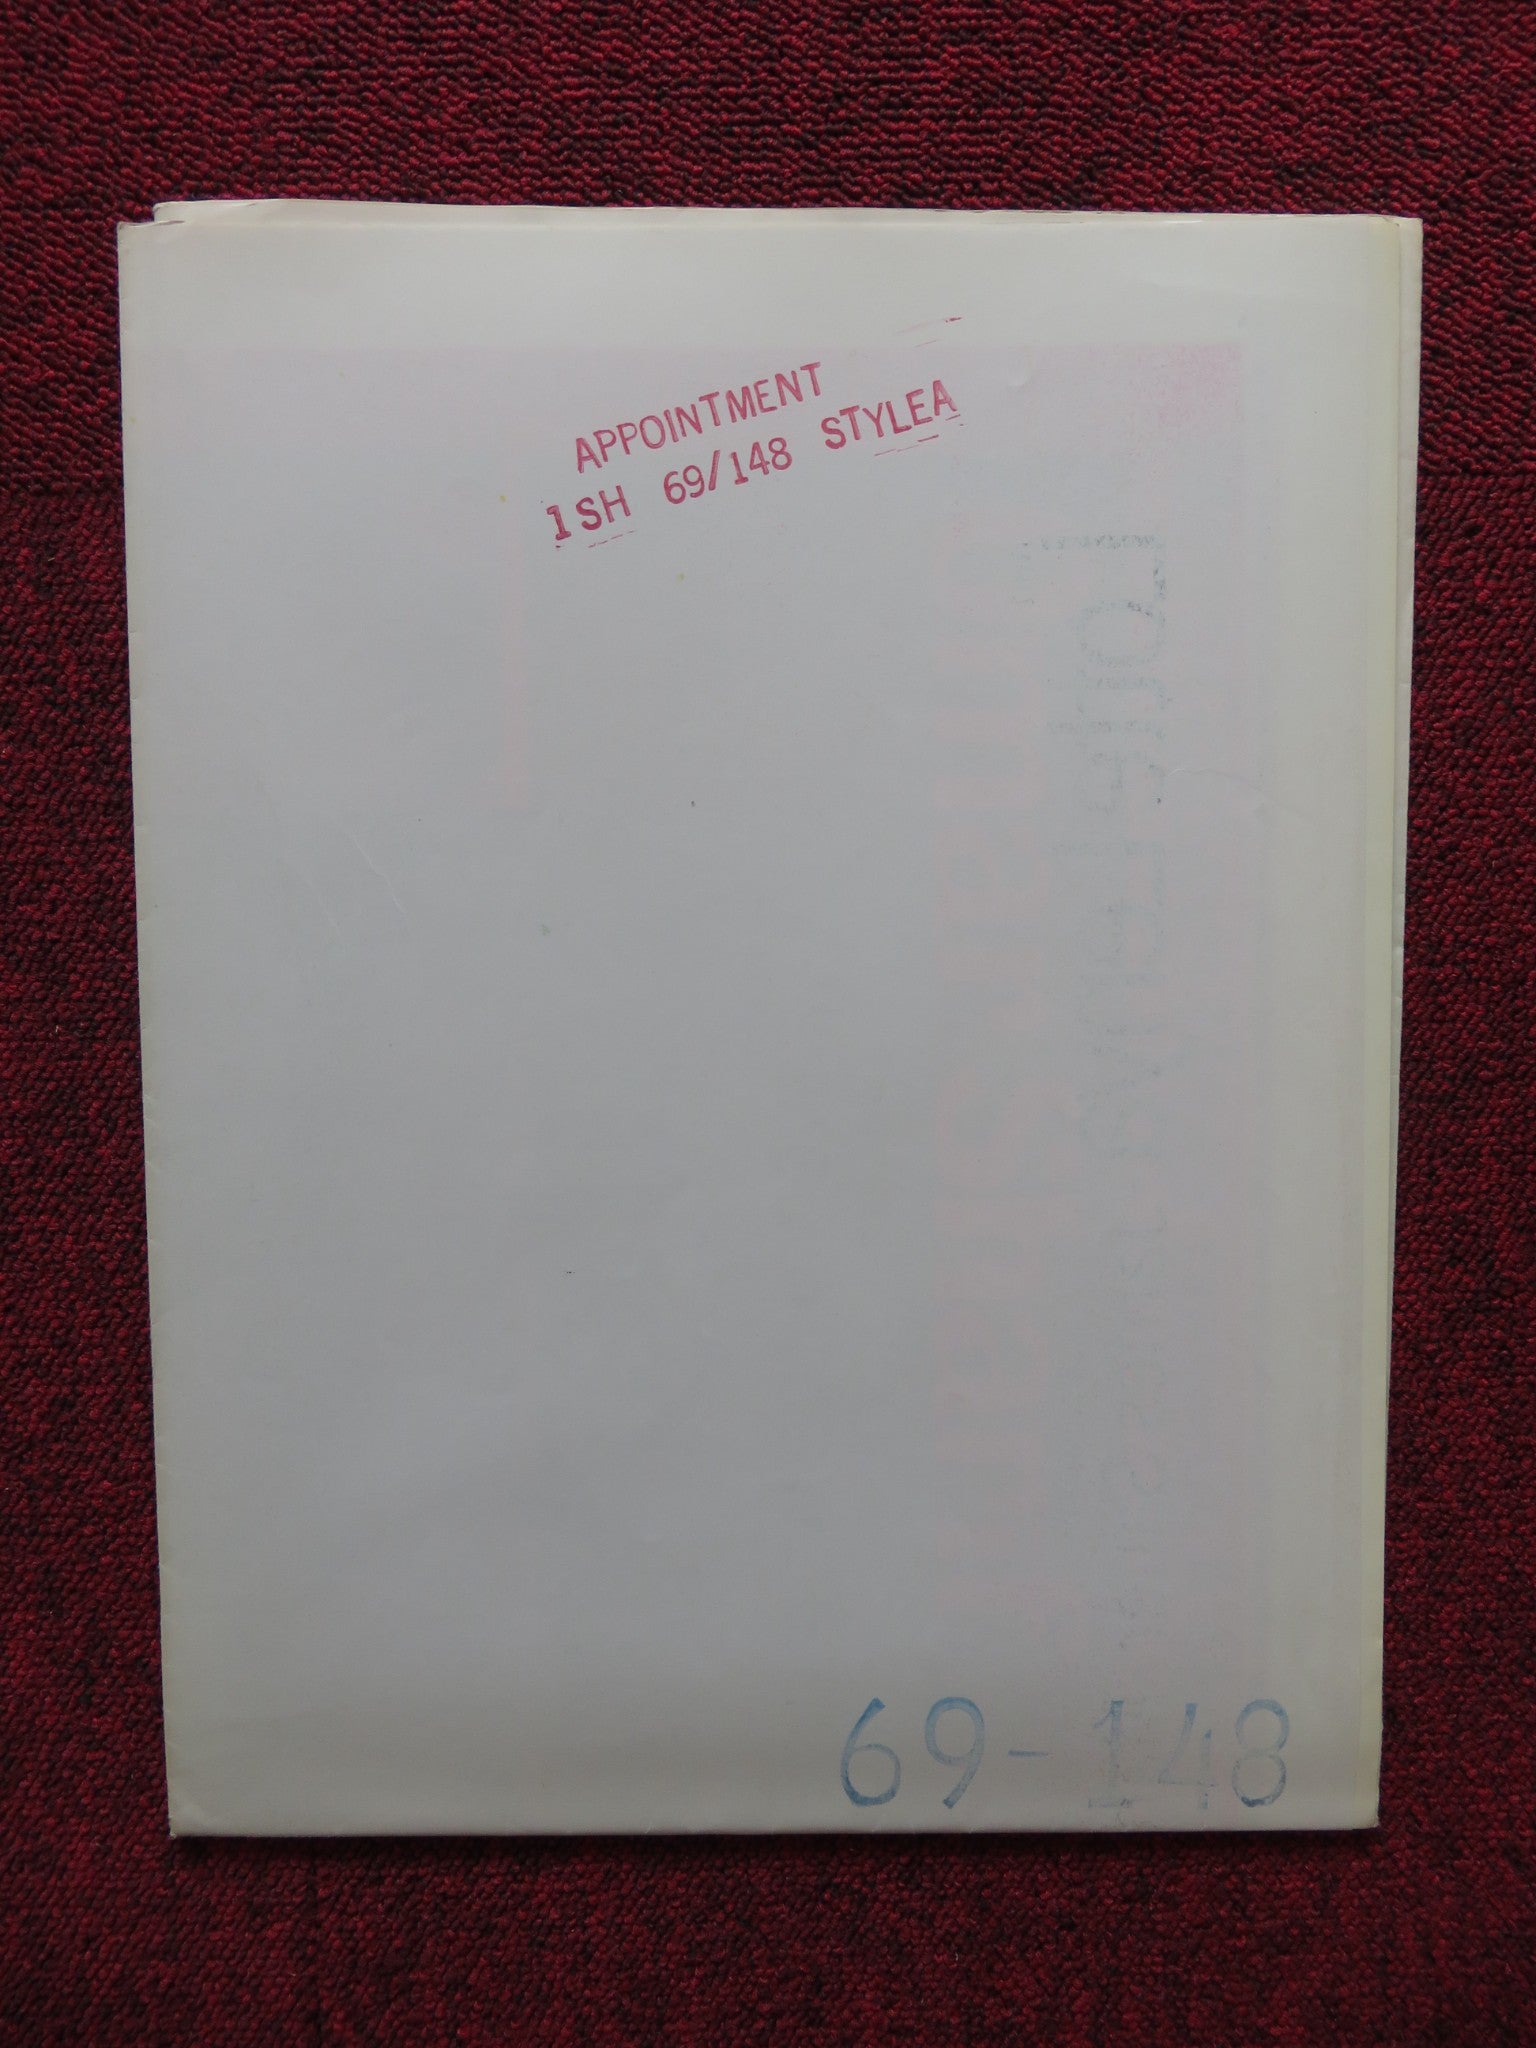 APPOINTMENT
1SH 69/148 STYLEA
69-148